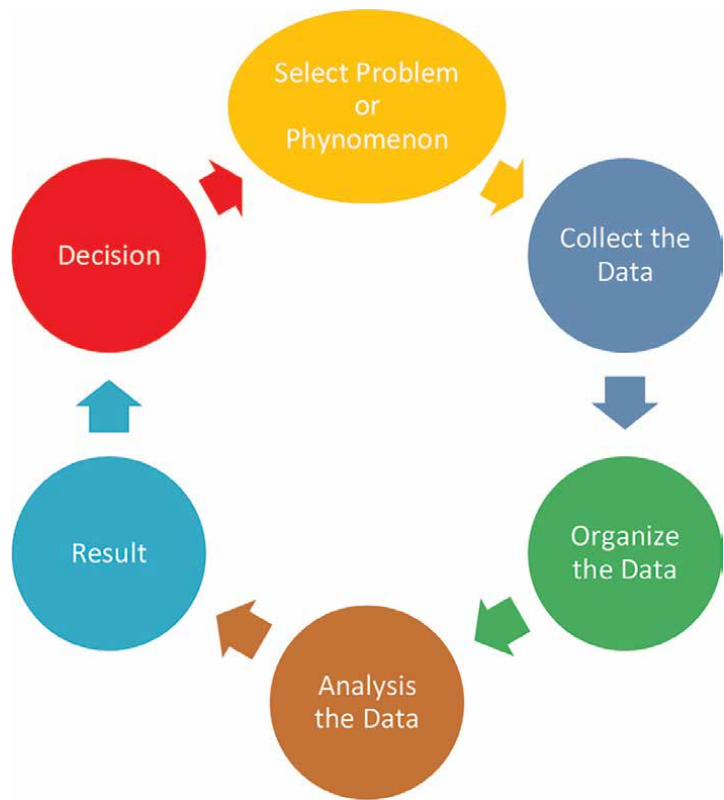 Select Problem
or
Phynomenon
Collect the
Data
Organize
the Data
Analysis
the Data
Result
Decision